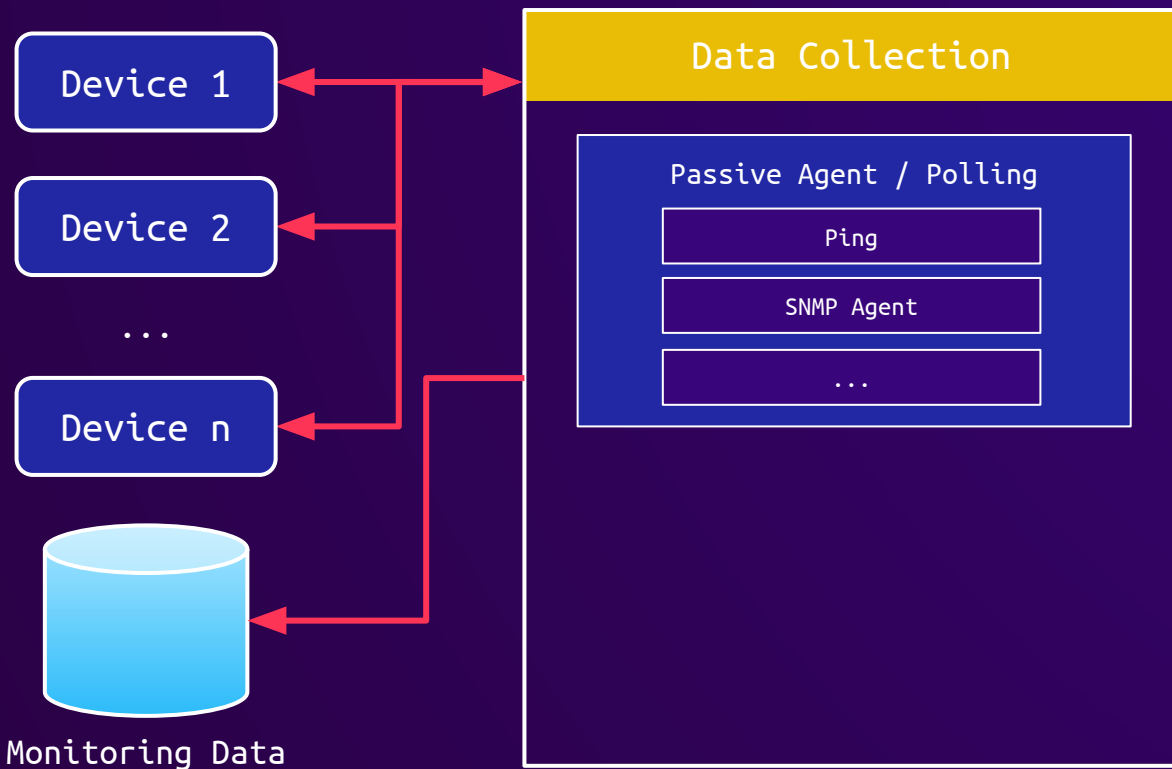 Device 1
Device 2
...
Device n
Monitoring Data
Data Collection
Passive Agent / Polling
Ping
SNMP Agent
...